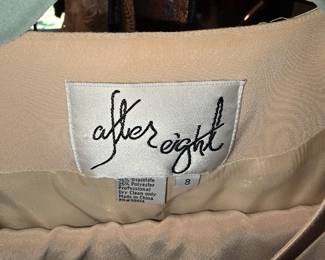 after eight
8
Polyester
Professional
Dry Clean only
Made in China